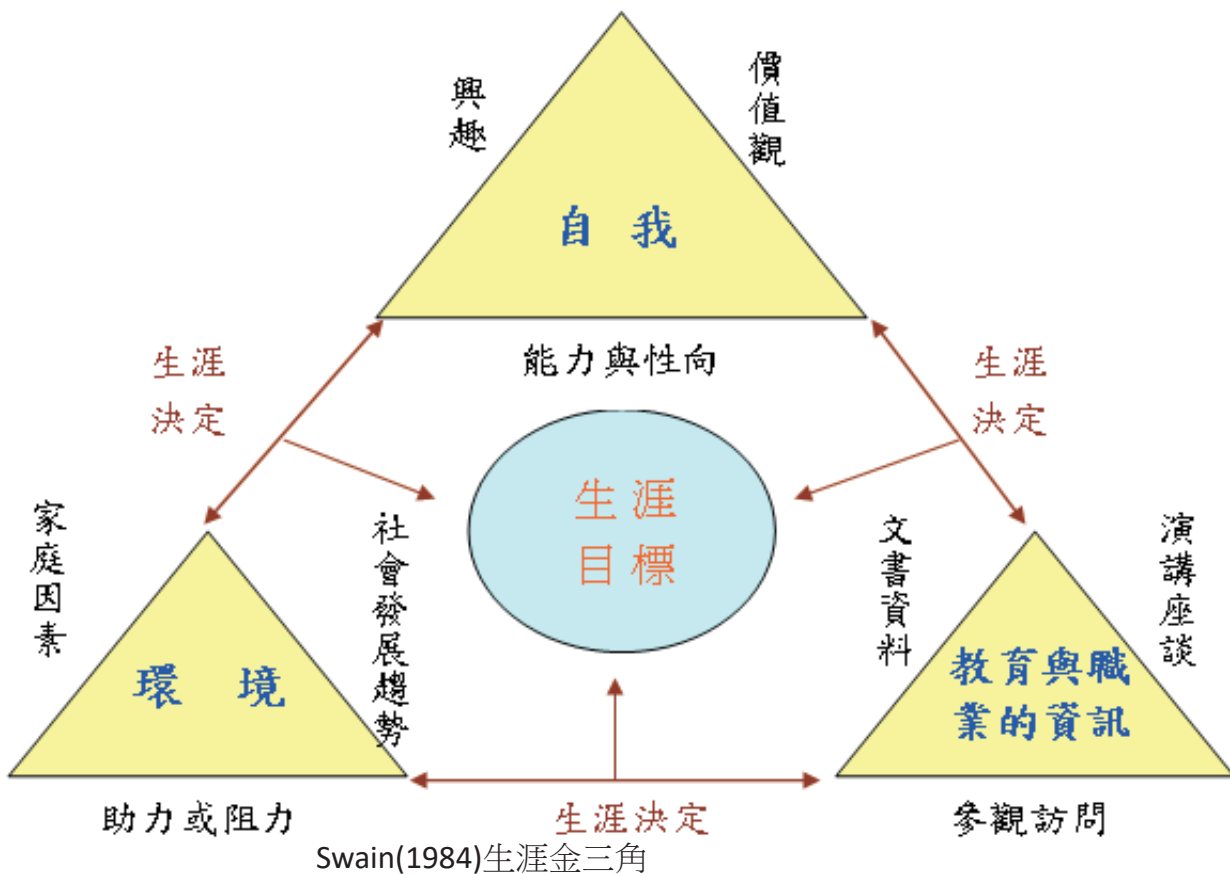 興趣
價值觀
自 我
能力與性向
生涯
決定
生涯
決定
生涯
目標
家庭因素
社會發展趨勢
環 境
助力或阻力
文書資料
演講座談
教育與職
業的資訊
參觀訪問
生涯決定
Swain(1984)生涯金三角